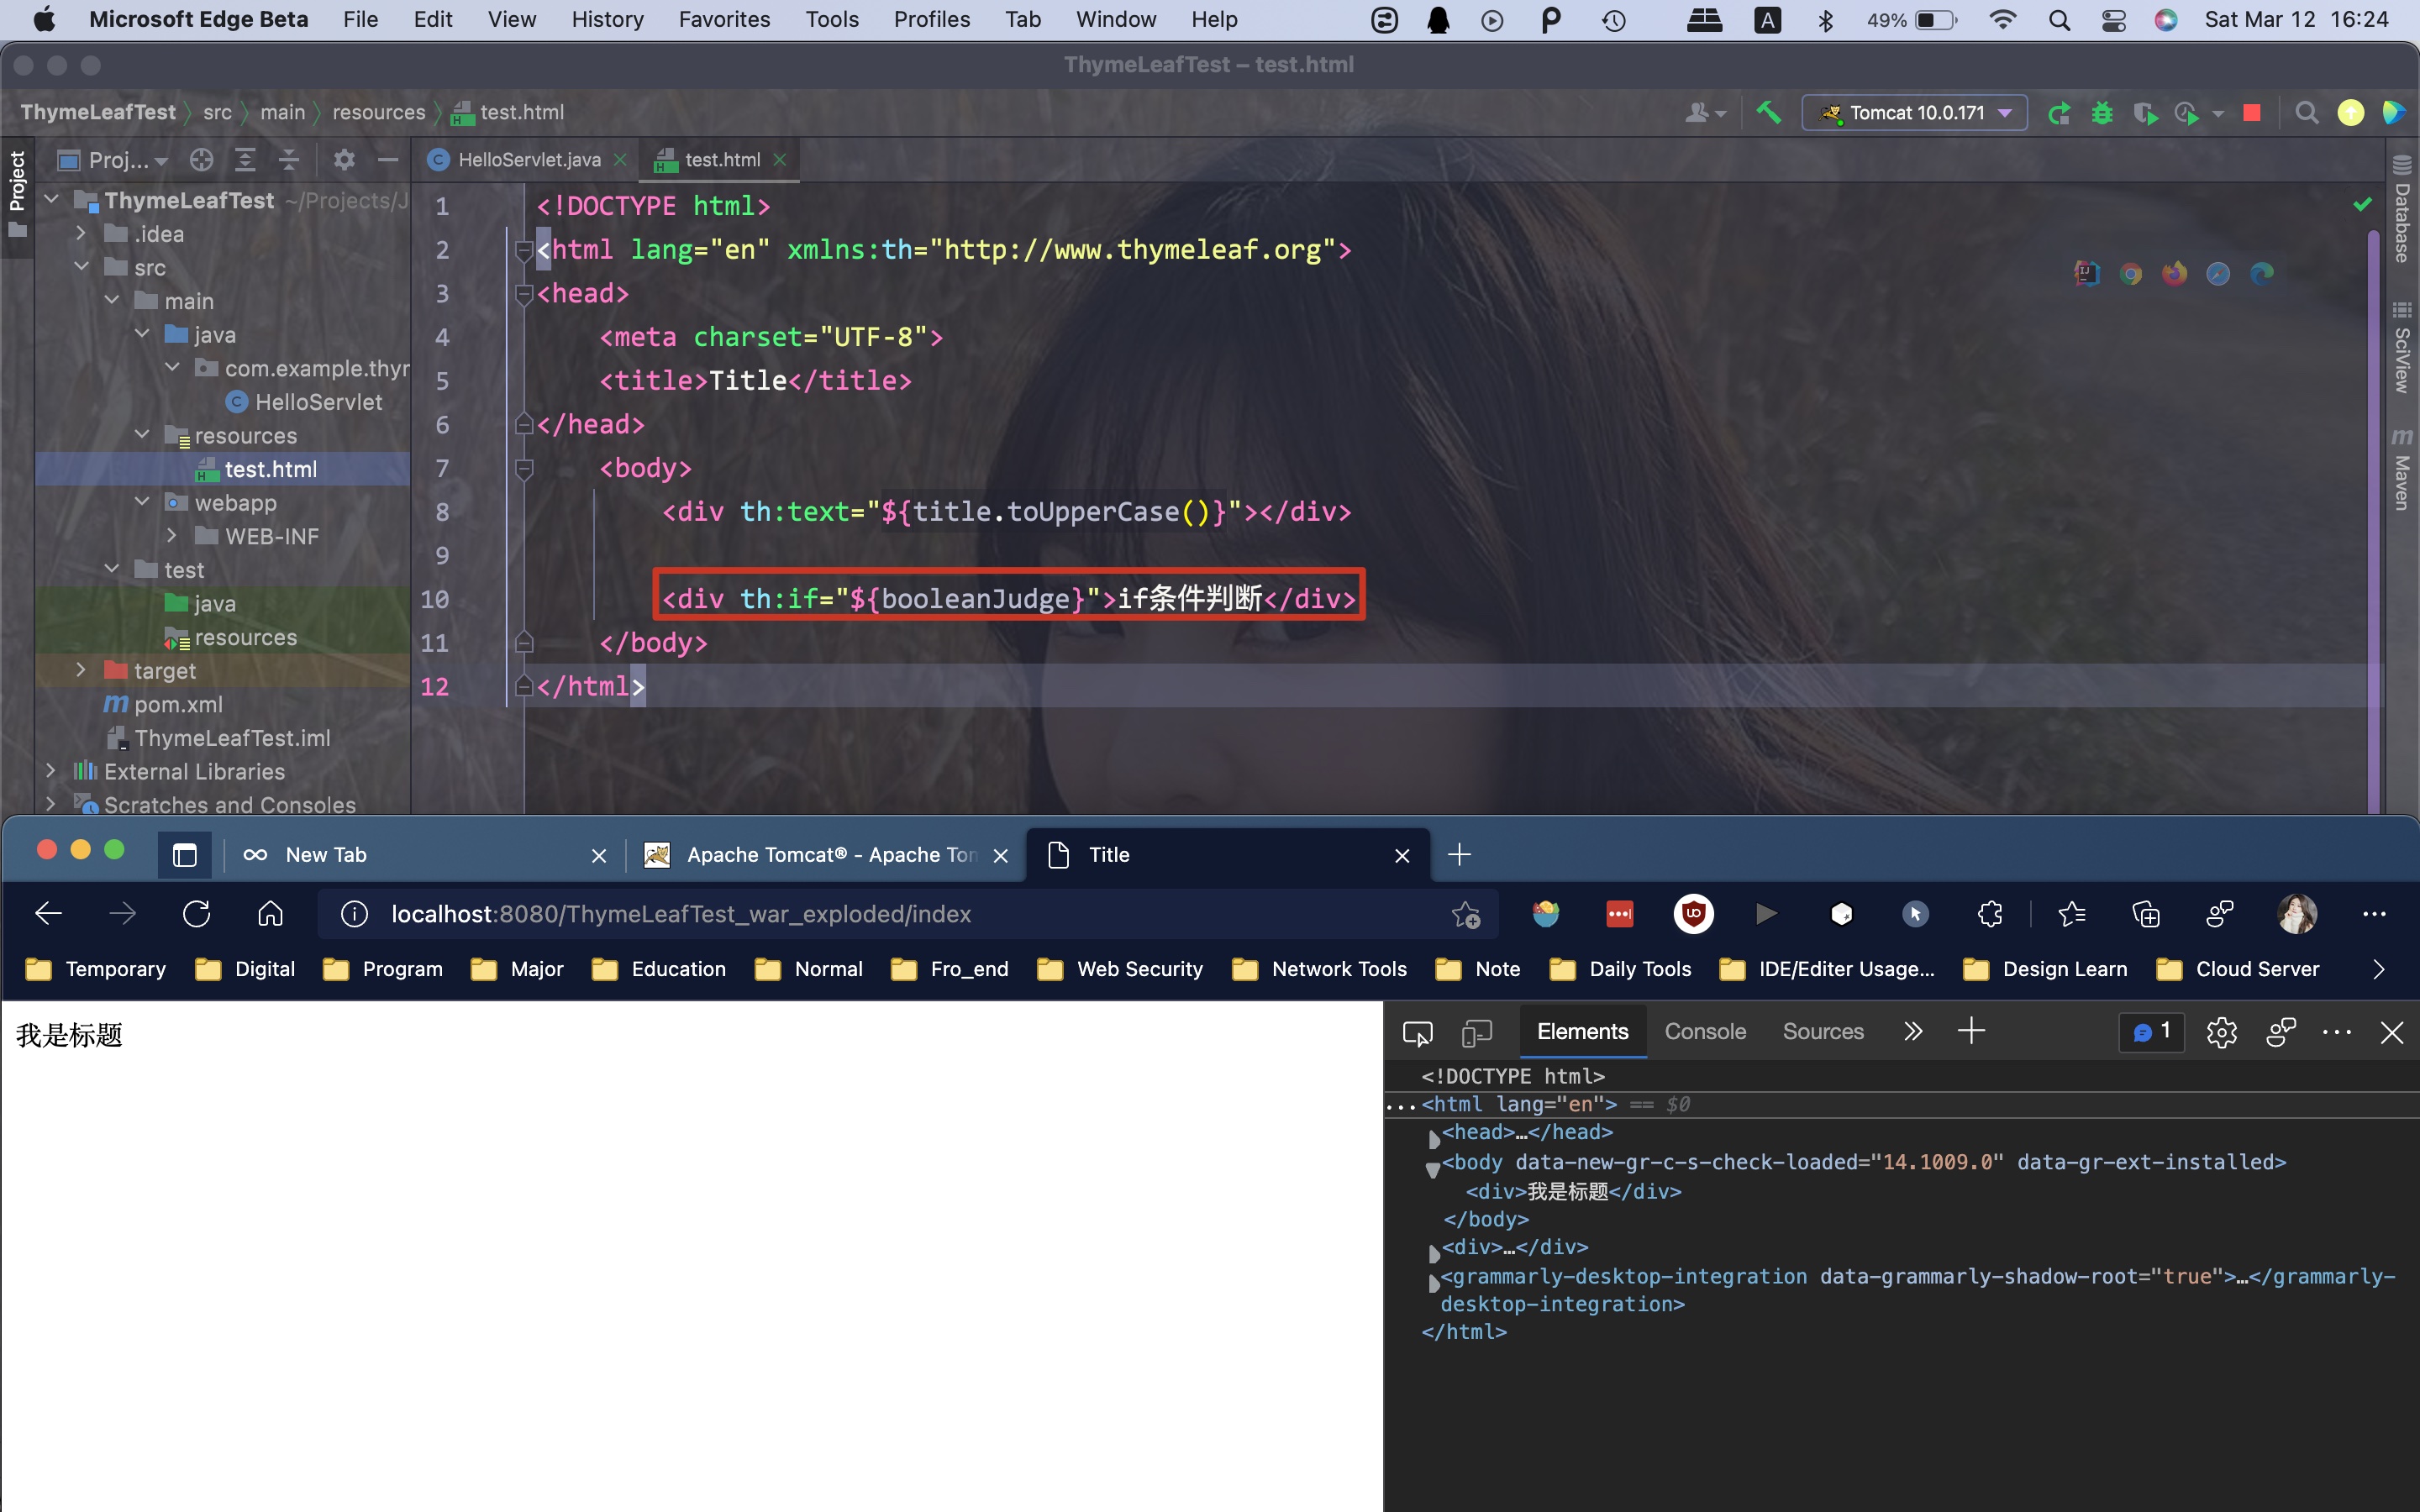 Microsoft Edge Beta File Edit View History Favorites Tools Profiles Tab Window Help A 49% Sat Mar 12 16:24
ThymeLeafTest – test.html
ThymeLeafTest src main resources test.html
Tomcat 10.0.171
Project
Proj...
HelloServlet.java
test.html
ThymeLeafTest ~/Projects/J
.idea
src
main
java
com.example.thyr
HelloServlet
resources
test.html
webapp
WEB-INF
test
java
resources
target
pom.xml
ThymeLeafTest.iml
External Libraries
Scratches and Consoles
1 <!DOCTYPE html>
2 <html lang="en" xmlns:th="http://www.thymeleaf.org">
3 <head>
4 <meta charset="UTF-8">
5 <title>Title</title>
6 </head>
7 <body>
8 <div th:text="${title.toUpperCase()}"></div>
9
10 <div th:if="${booleanJudge}">if条件判断</div>
11 </body>
12 </html>
Database
SciView
Maven
New Tab
Apache Tomcat® - Apache Tom
Title
localhost:8080/ThymeLeafTest_war_exploded/index
Temporary Digital Program Major Education Normal Fro_end Web Security Network Tools Note Daily Tools IDE/Editer Usage... Design Learn Cloud Server
我是标题
Elements Console Sources 1
<!DOCTYPE html>
...<html lang="en"> == $0
<head>…</head>
<body data-new-gr-c-s-check-loaded="14.1009.0" data-gr-ext-installed>
<div>我是标题</div>
</body>
<div>…</div>
<grammarly-desktop-integration data-grammarly-shadow-root="true">…</grammarly-
desktop-integration>
</html>